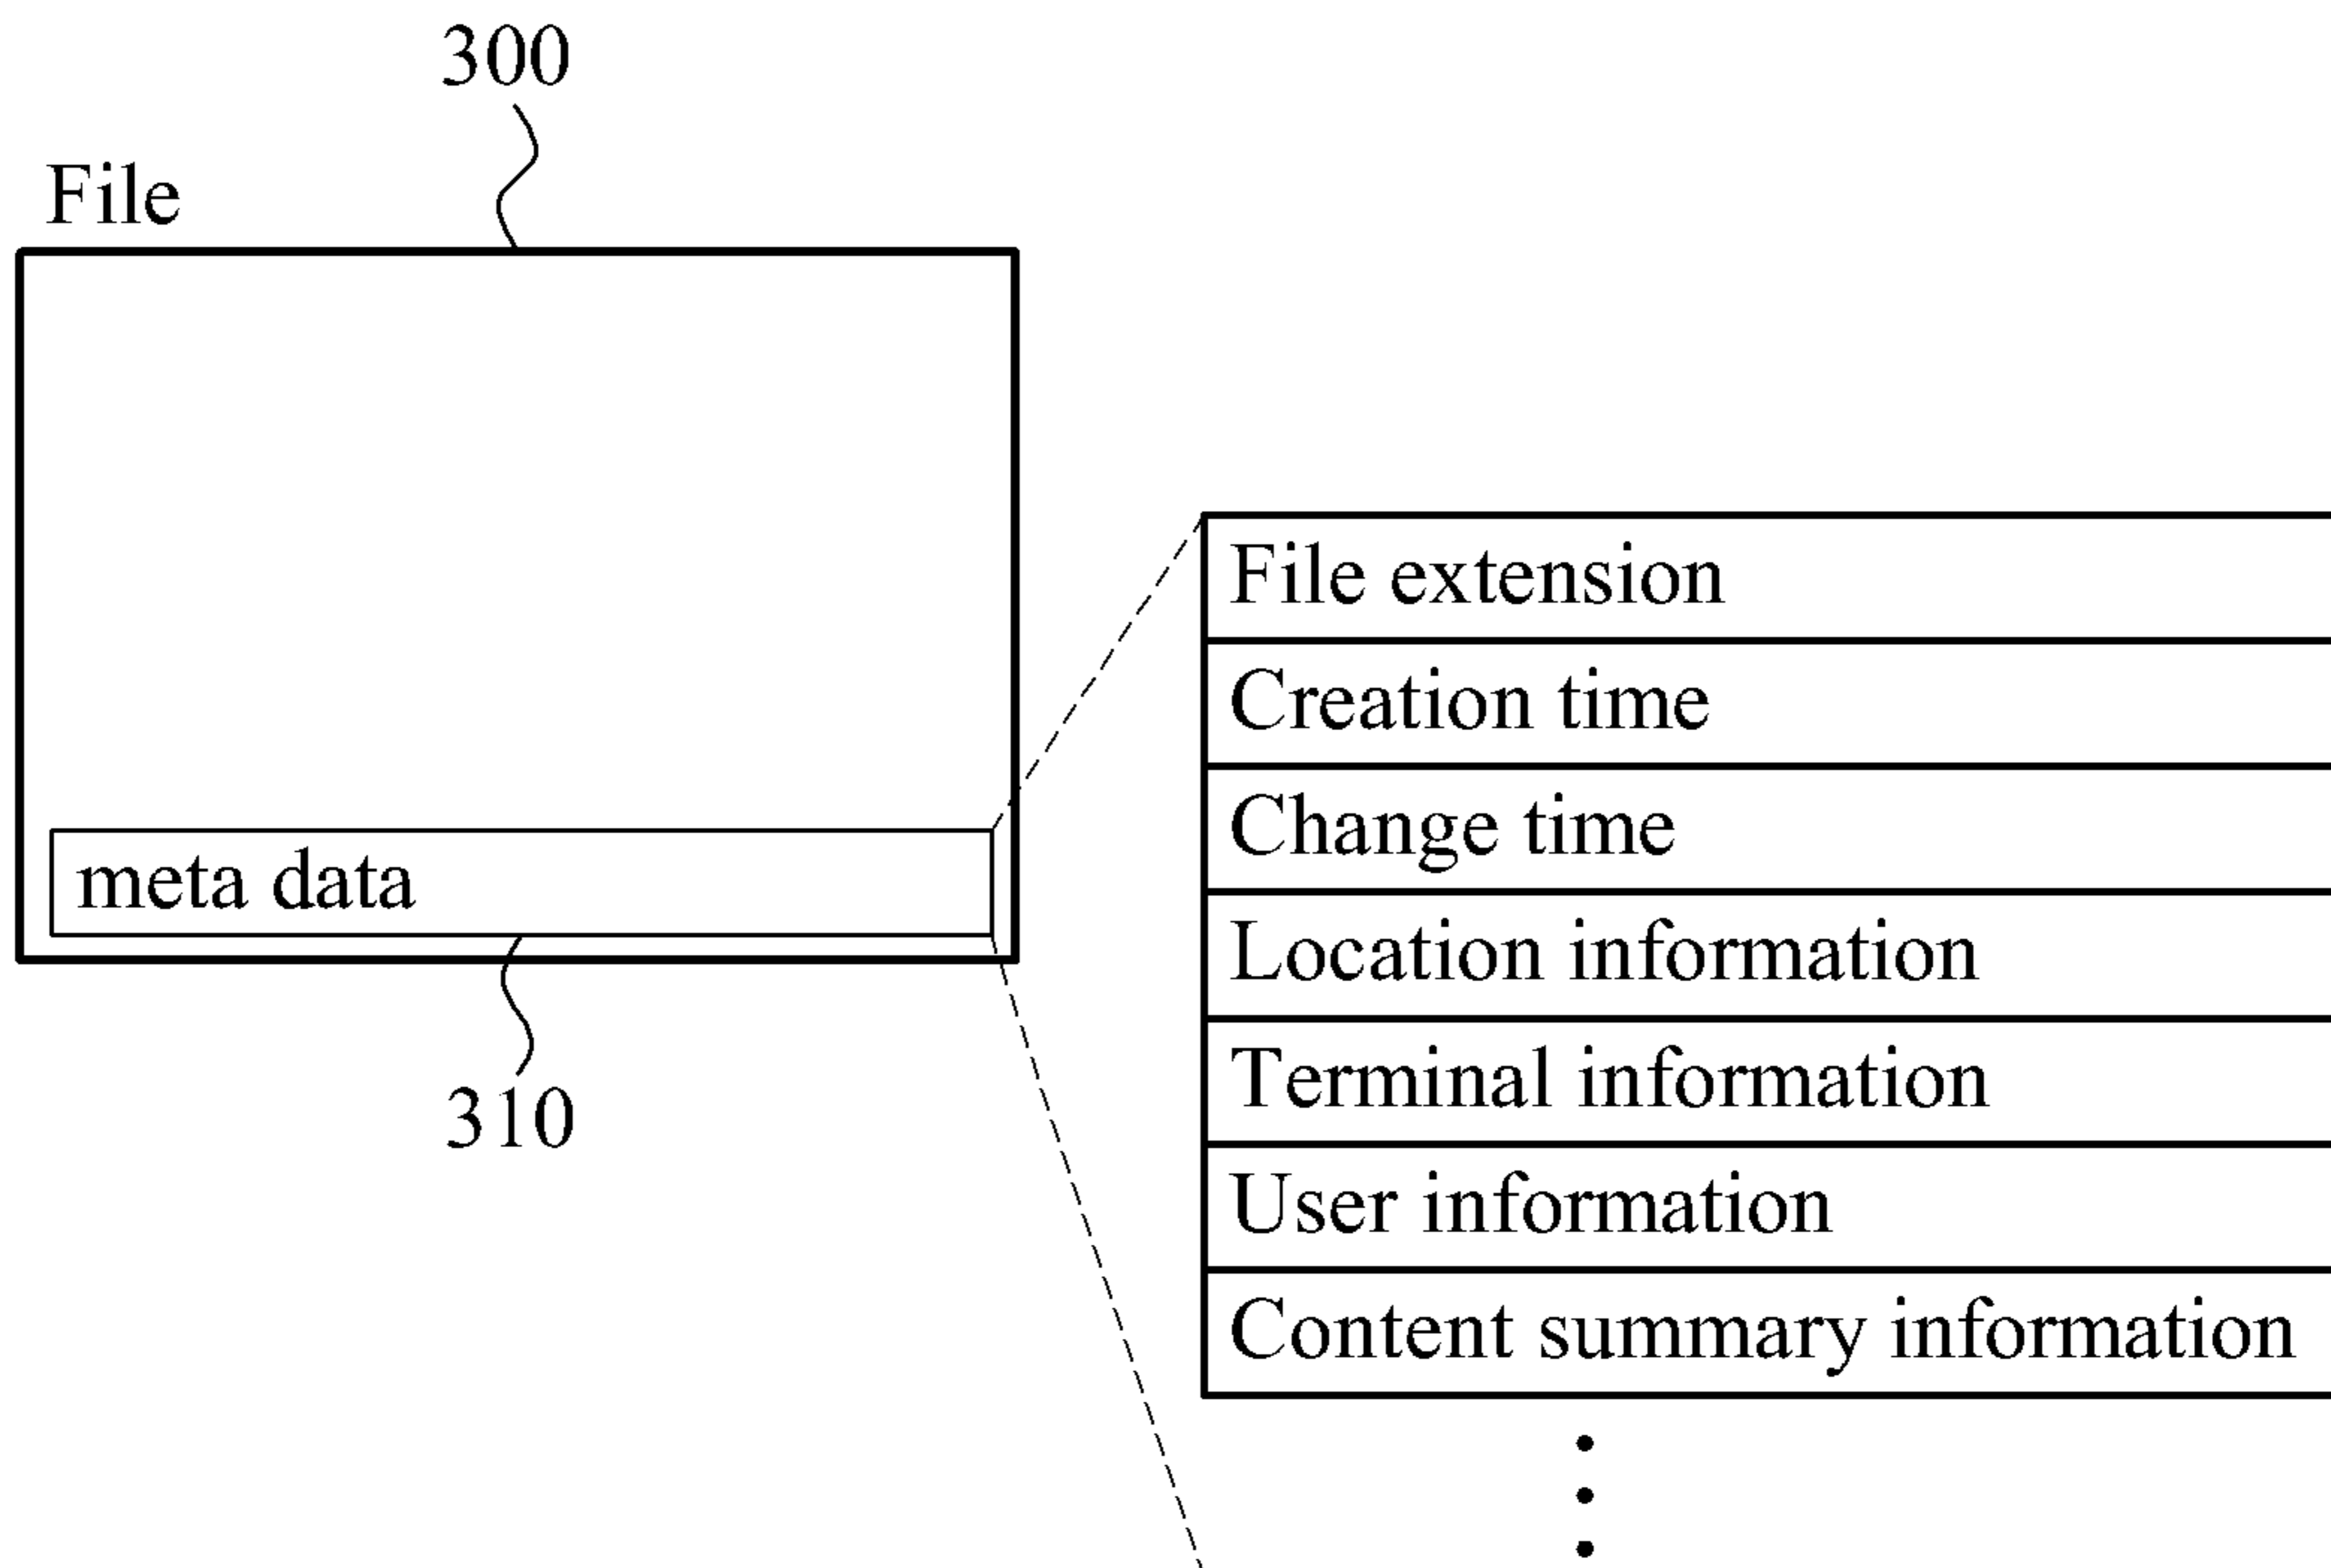 300
File
meta data
310
File extension
Creation time
Change time
Location information
Terminal information
User information
Content summary information